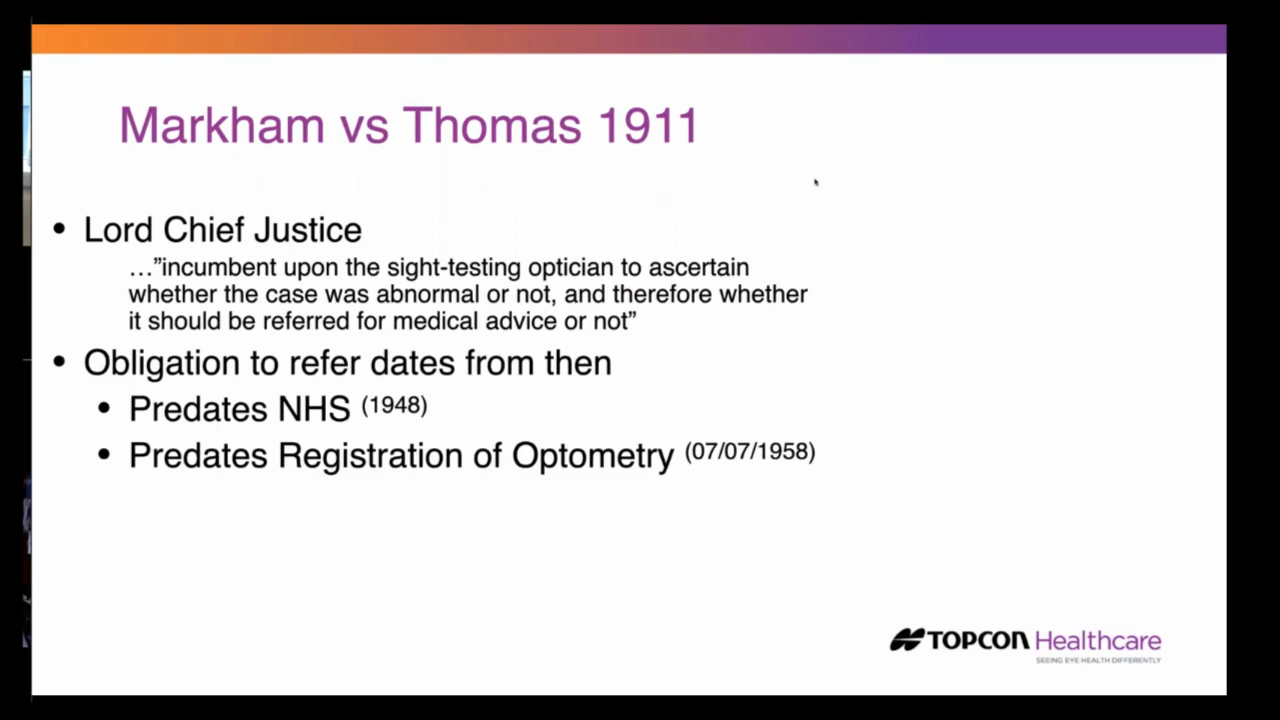 Markham vs Thomas 1911
• Lord Chief Justice
…”incumbent upon the sight-testing optician to ascertain
whether the case was abnormal or not, and therefore whether
it should be referred for medical advice or not”
• Obligation to refer dates from then
• Predates NHS (1948)
• Predates Registration of Optometry (07/07/1958)
TOPCON Healthcare
SEEING EYE HEALTH DIFFERENTLY